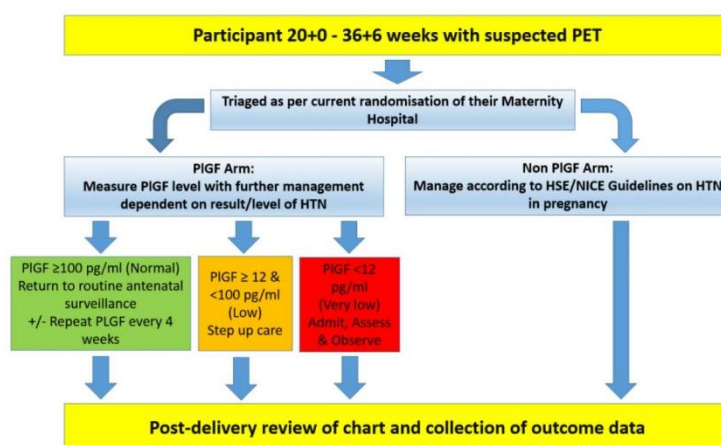 Participant 20+0 - 36+6 weeks with suspected PET
Triaged as per current randomisation of their Maternity
Hospital
PlGF Arm:
Measure PlGF level with further management
dependent on result/level of HTN
Non PlGF Arm:
Manage according to HSE/NICE Guidelines on HTN
in pregnancy
PlGF ≥100 pg/ml (Normal)
Return to routine antenatal
surveillance
+/- Repeat PLGF every 4
weeks
PlGF ≥ 12 &
<100 pg/ml
(Low)
Step up care
PlGF <12
pg/ml
(Very low)
Admit, Assess
& Observe
Post-delivery review of chart and collection of outcome data